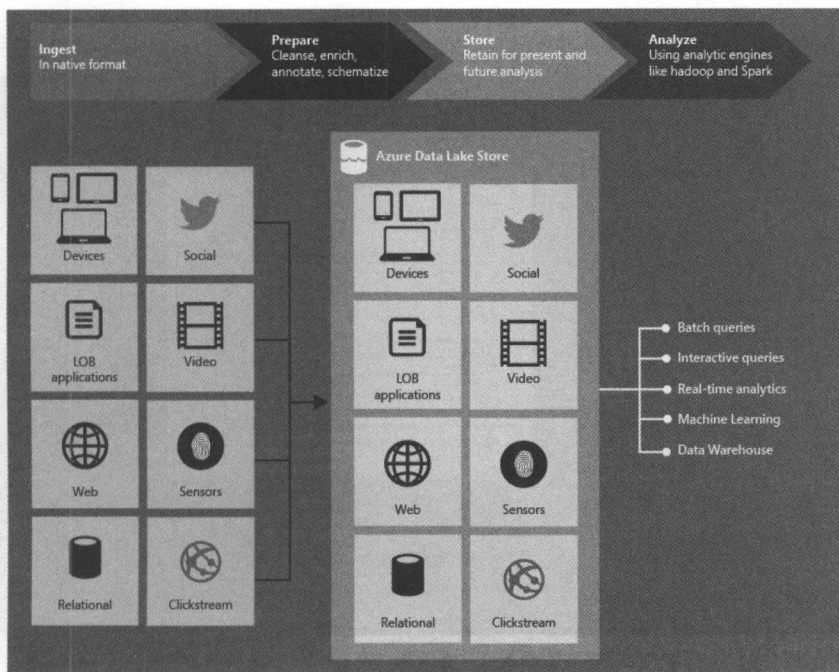 Ingest
In native format
Prepare
Cleanse, enrich,
annotate, schematize
Store
Retain for present and
future analysis
Analyze
Using analytic engines
like hadoop and Spark
Devices
Social
LOB
applications
Video
Web
Sensors
Relational
Clickstream
Azure Data Lake Store
Devices
Social
LOB
applications
Video
Web
Sensors
Relational
Clickstream
Batch queries
Interactive queries
Real-time analytics
Machine Learning
Data Warehouse